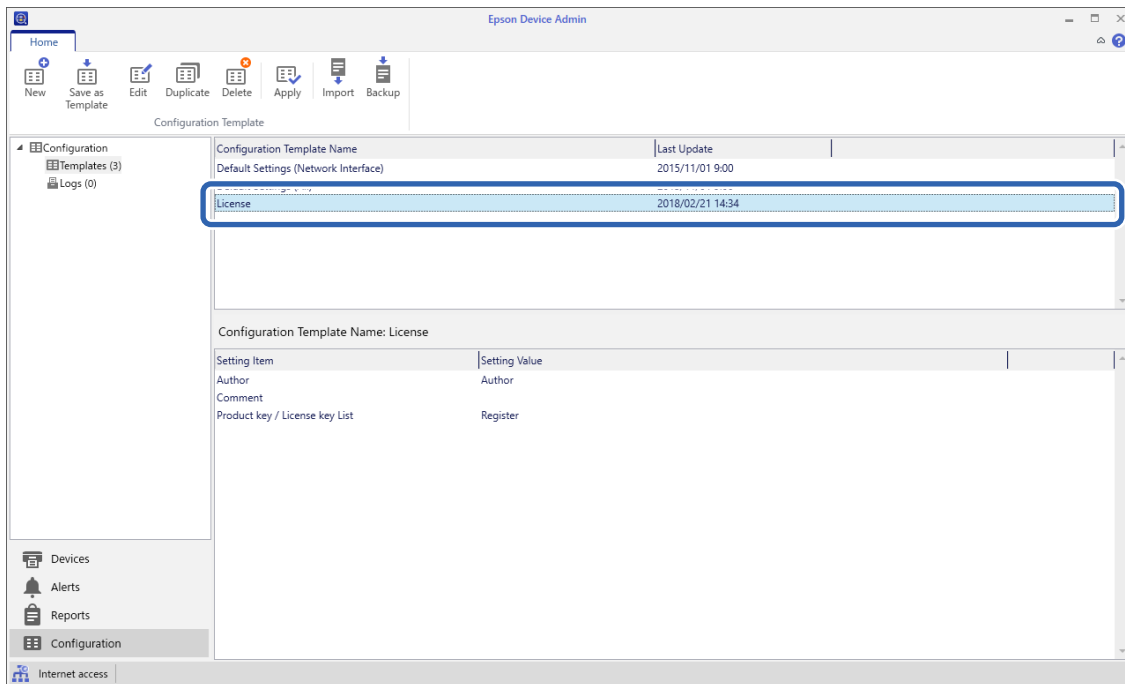 Epson Device Admin
Home
New
Save as
Template
Edit
Duplicate
Delete
Apply
Import
Backup
Configuration Template
Configuration
Templates (3)
Logs (0)
Configuration Template Name Last Update
Default Settings (Network Interface) 2015/11/01 9:00
License 2018/02/21 14:34
Configuration Template Name: License
Setting Item Setting Value
Author Author
Comment
Product key / License key List Register
Devices
Alerts
Reports
Configuration
Internet access